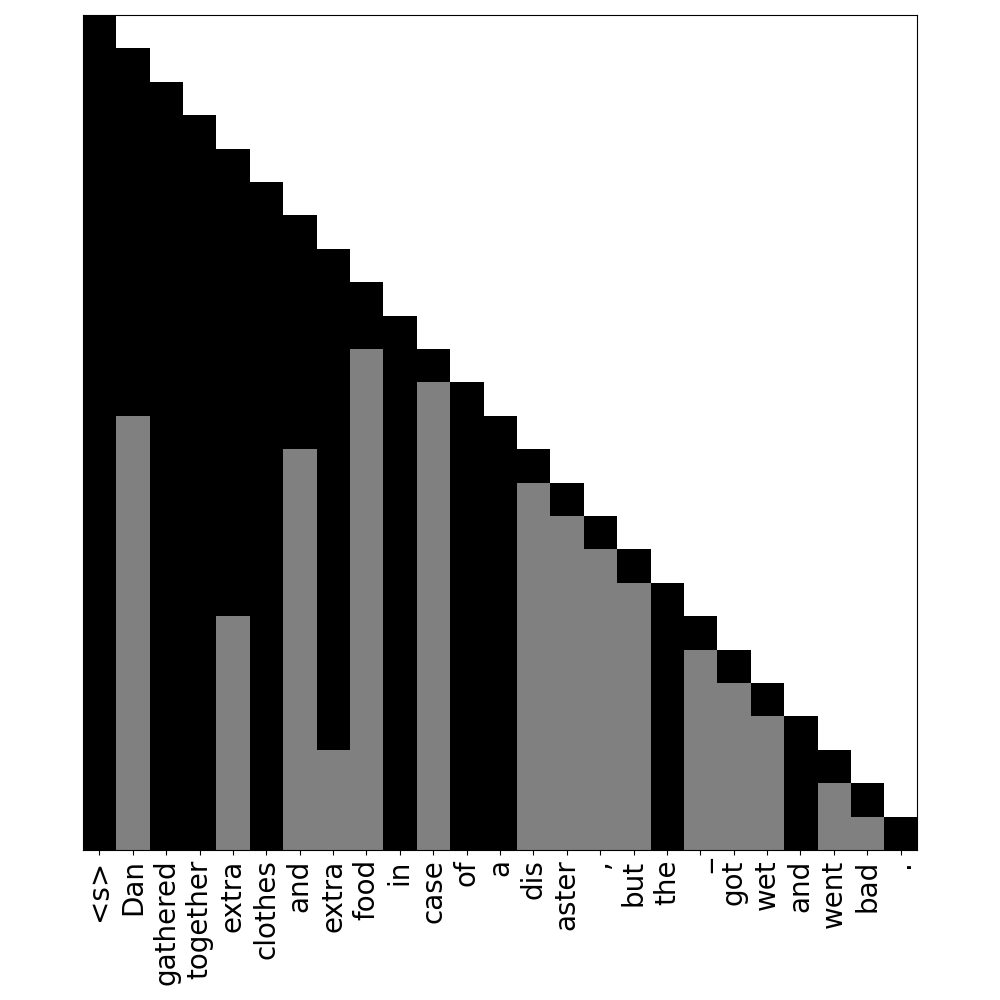 <s> Dan gathered together extra clothes and extra food in case of a dis aster , but the _ got wet and went bad .